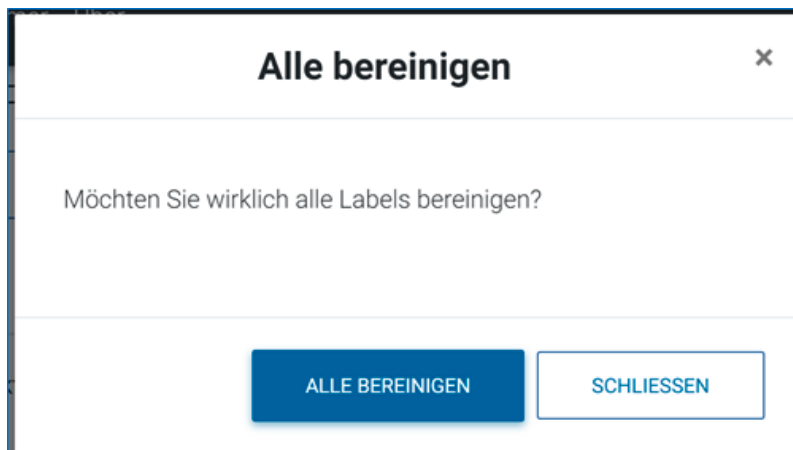 Alle bereinigen
×
Möchten Sie wirklich alle Labels bereinigen?
ALLE BEREINIGEN
SCHLIESSEN